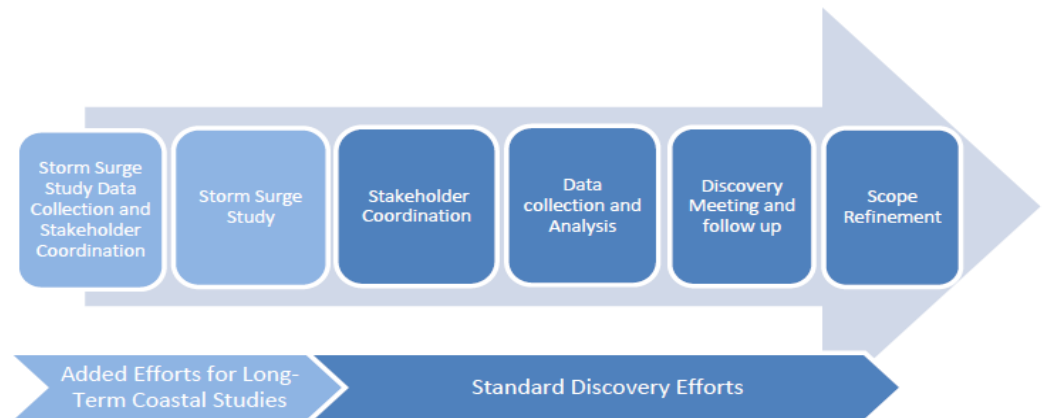 Storm Surge
Study Data
Collection and
Stakeholder
Coordination
Storm Surge
Study
Stakeholder
Coordination
Data
collection and
Analysis
Discovery
Meeting and
follow up
Scope
Refinement
Added Efforts for Long-
Term Coastal Studies
Standard Discovery Efforts